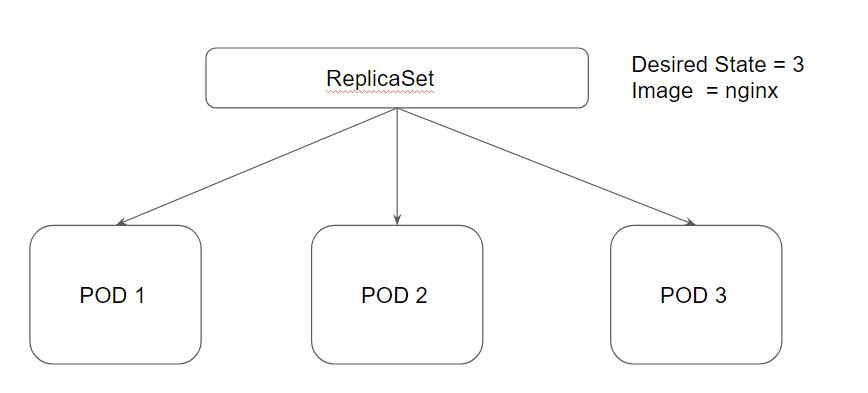 ReplicaSet
Desired State = 3
Image  = nginx
POD 1
POD 2
POD 3